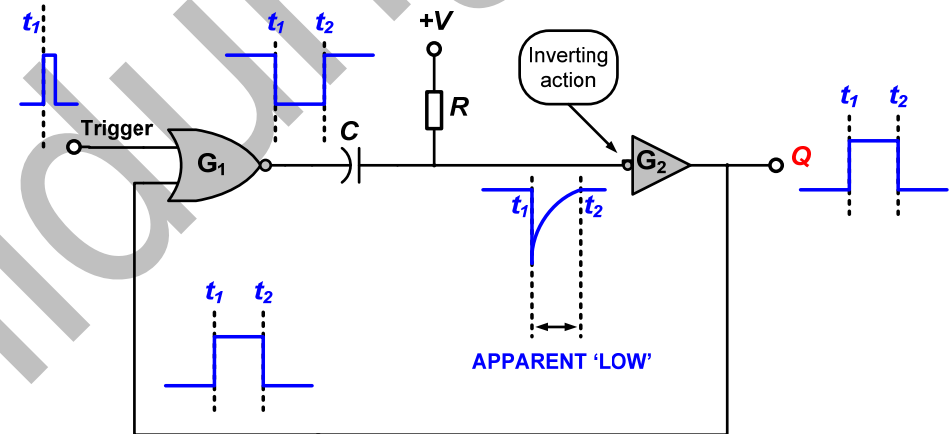 t1
t1 t2
+V
Inverting
action
Trigger
G1
C
R
G2
Q
t1 t2
t1 t2
t1 t2
APPARENT ‘LOW’